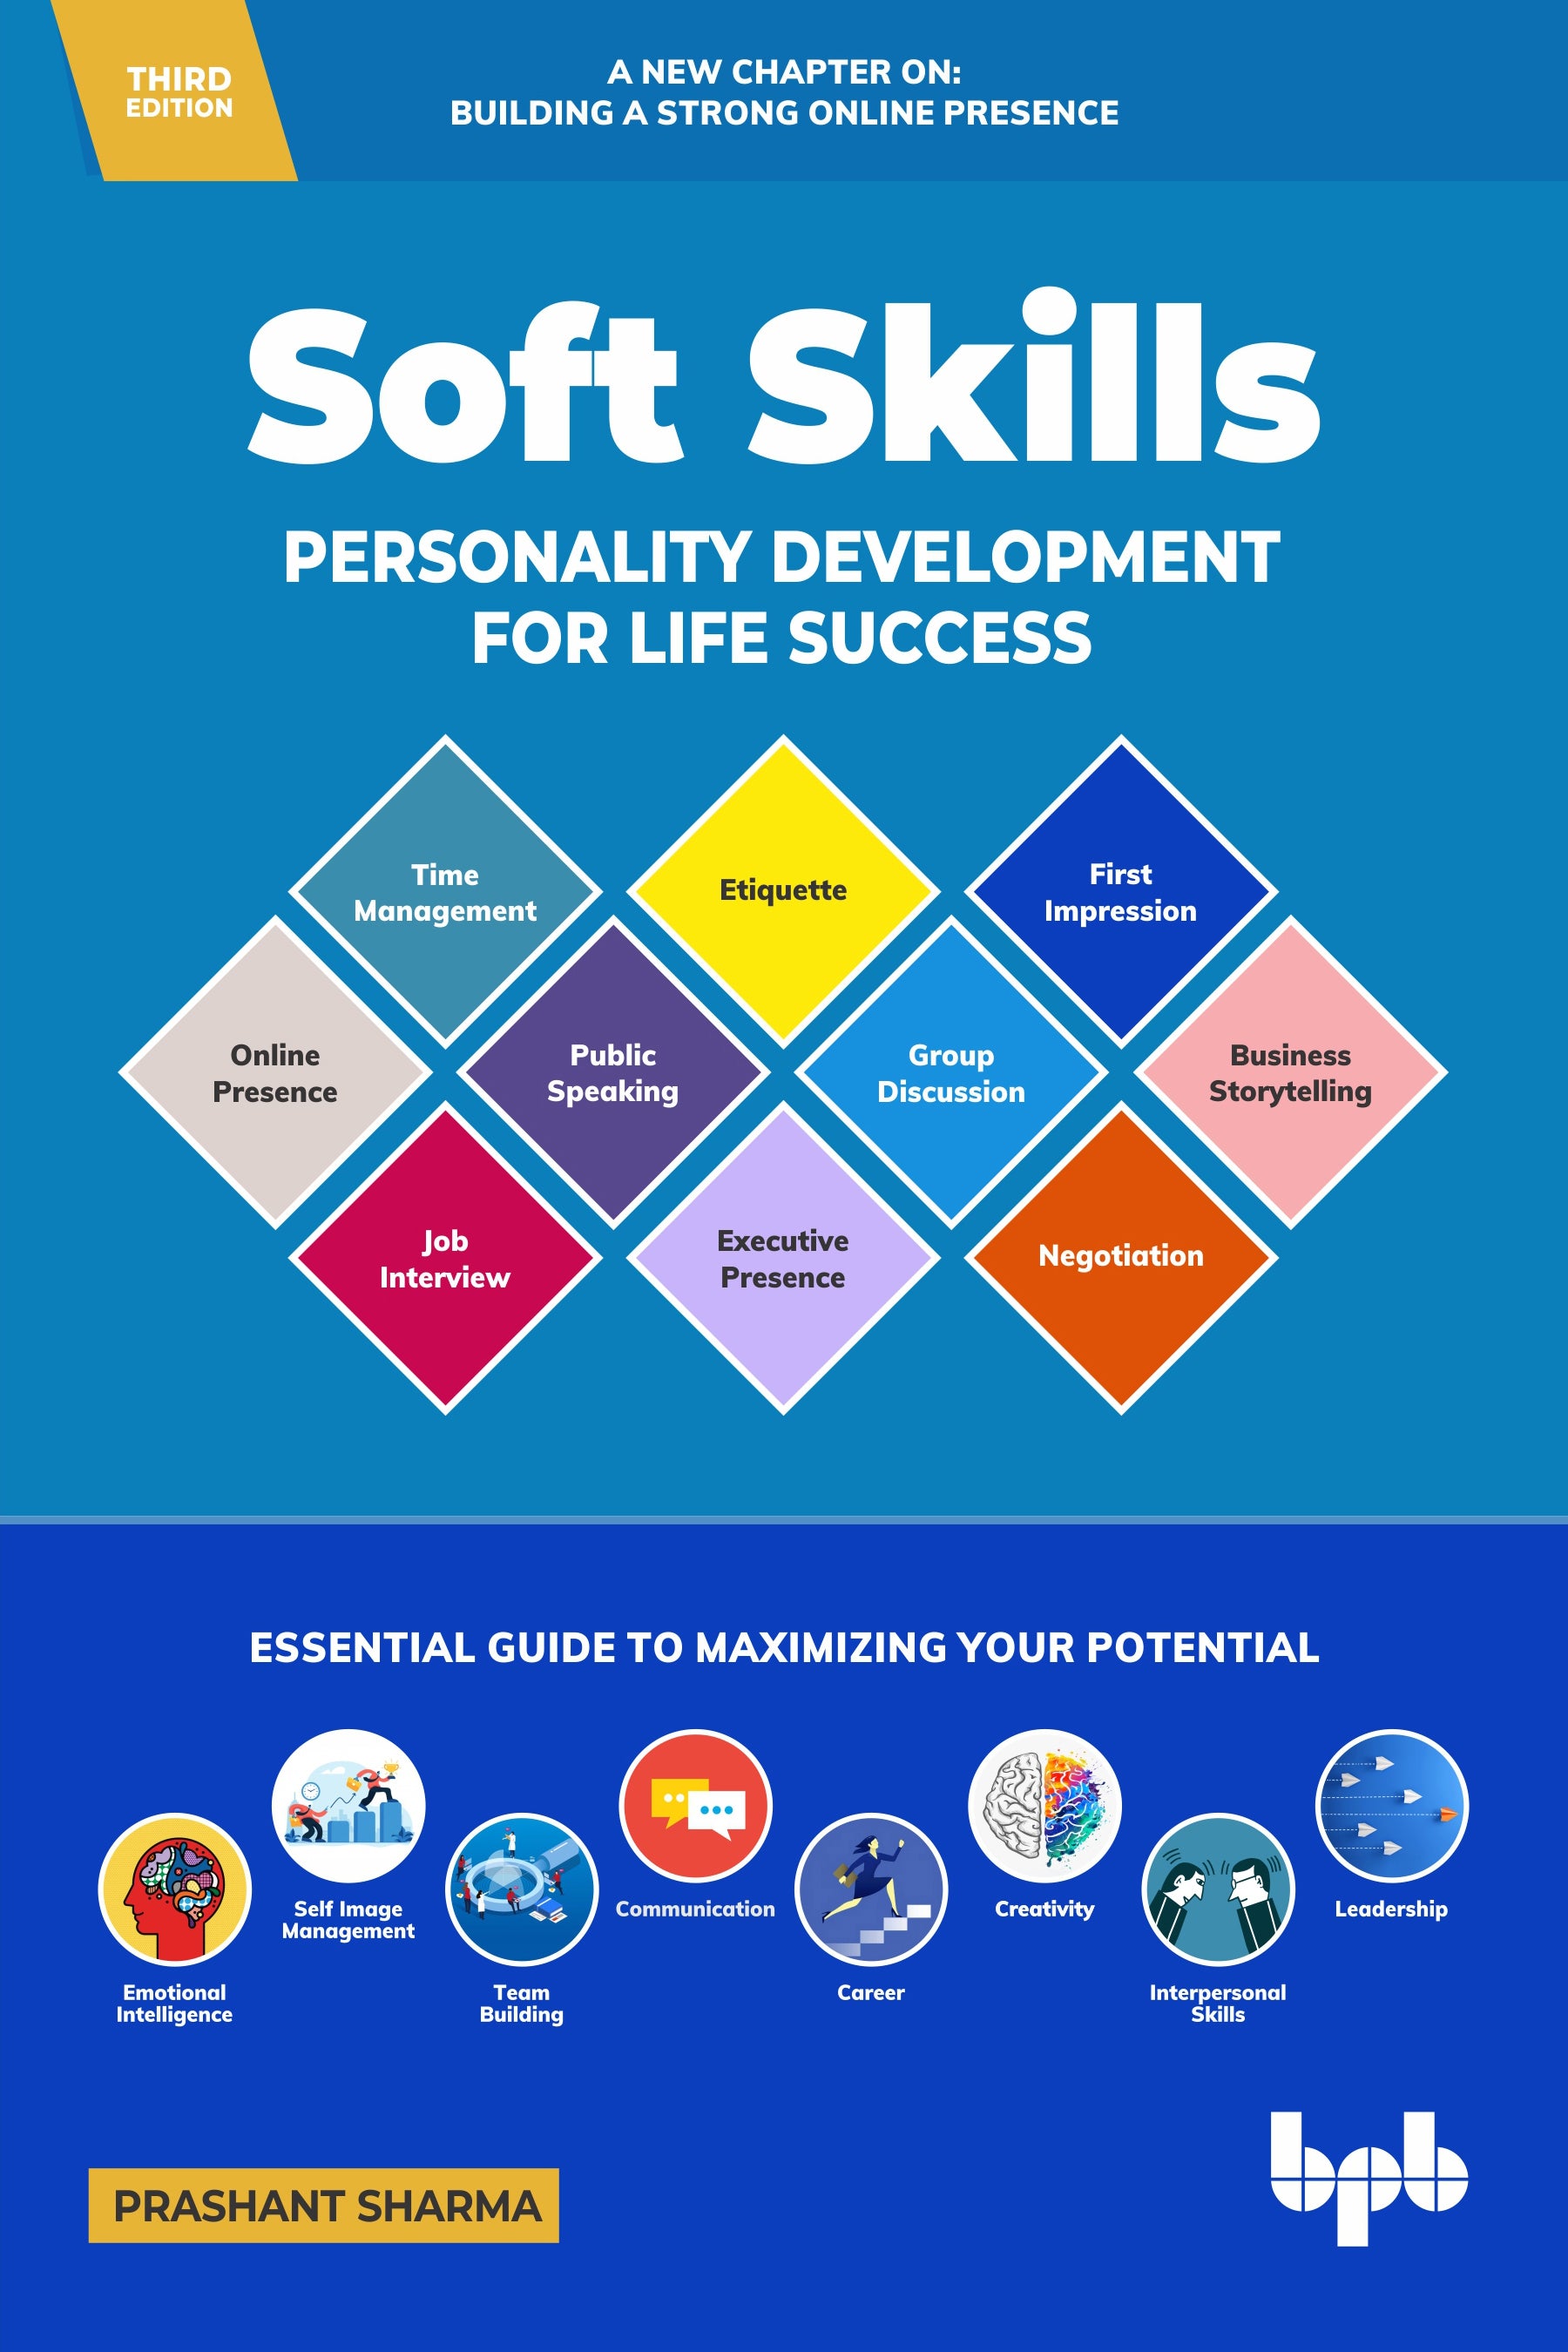 THIRD
EDITION
A NEW CHAPTER ON:
BUILDING A STRONG ONLINE PRESENCE
Soft Skills
PERSONALITY DEVELOPMENT
FOR LIFE SUCCESS
Time
Management
Etiquette
First
Impression
Online
Presence
Public
Speaking
Group
Discussion
Business
Storytelling
Job
Interview
Executive
Presence
Negotiation
ESSENTIAL GUIDE TO MAXIMIZING YOUR POTENTIAL
Emotional
Intelligence
Self Image
Management
Team
Building
Communication
Career
Creativity
Interpersonal
Skills
Leadership
PRASHANT SHARMA
bpb